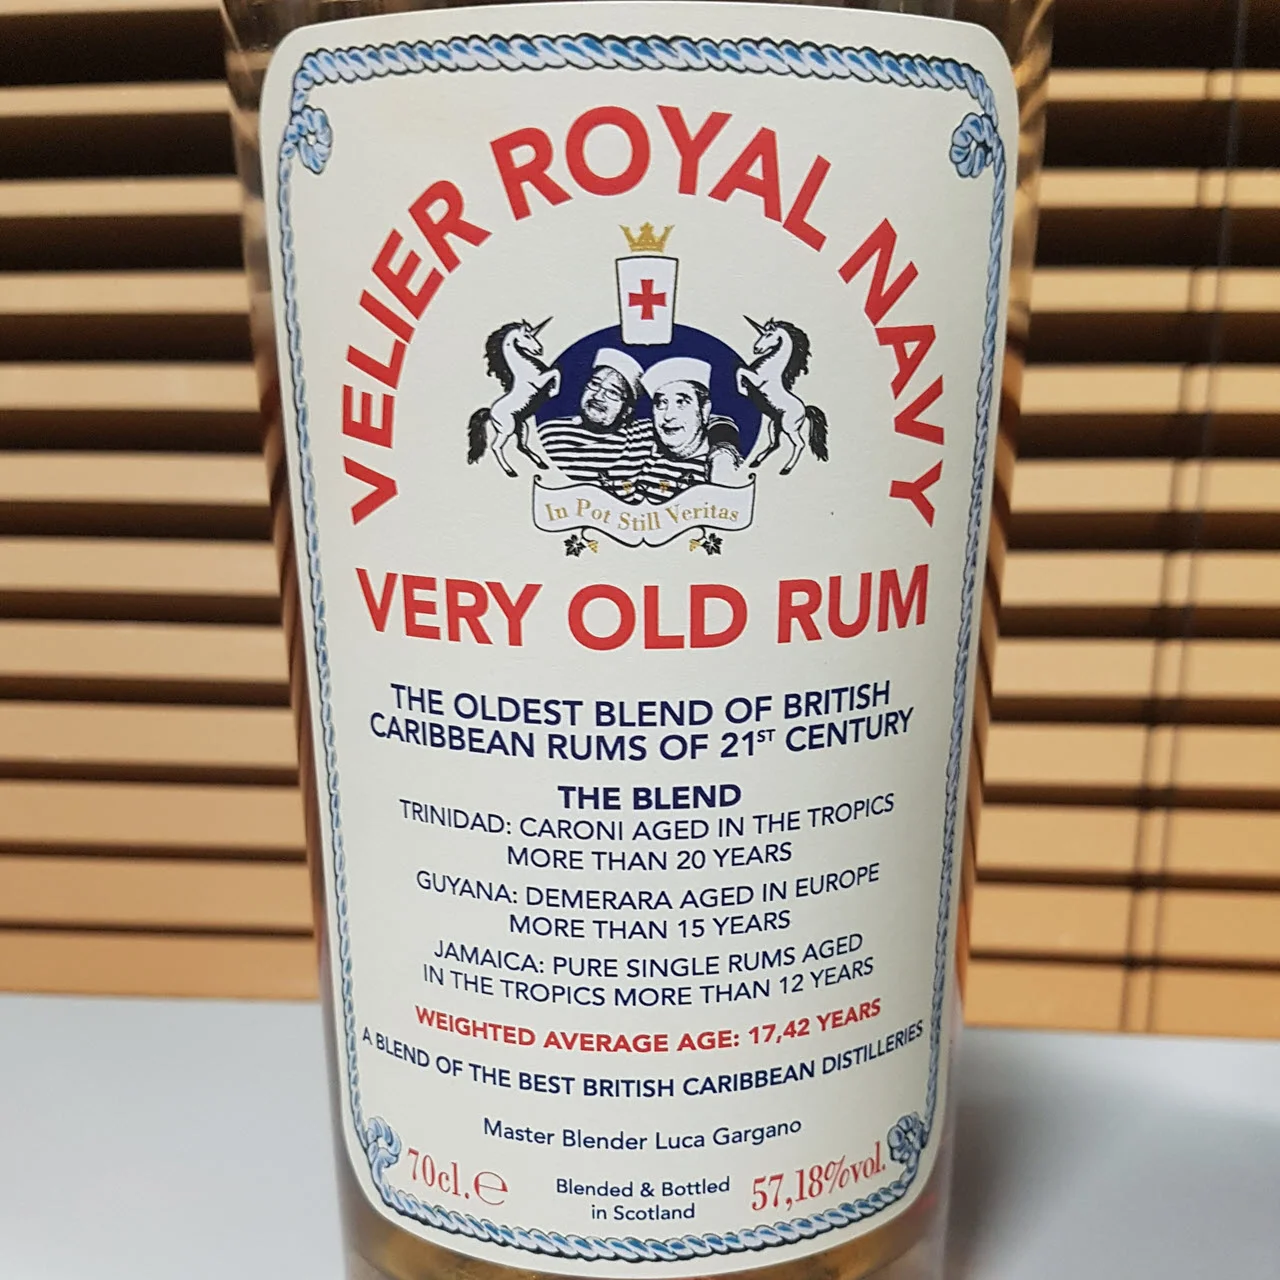 VELIER ROYAL NAVY
In Pot Still Veritas
VERY OLD RUM
THE OLDEST BLEND OF BRITISH
CARIBBEAN RUMS OF 21ST CENTURY
THE BLEND
TRINIDAD: CARONI AGED IN THE TROPICS
MORE THAN 20 YEARS
GUYANA: DEMERARA AGED IN EUROPE
MORE THAN 15 YEARS
JAMAICA: PURE SINGLE RUMS AGED
IN THE TROPICS MORE THAN 12 YEARS
WEIGHTED AVERAGE AGE: 17,42 YEARS
A BLEND OF THE BEST BRITISH CARIBBEAN DISTILLERIES
Master Blender Luca Gargano
70cl. ℮
Blended & Bottled
in Scotland
57,18%vol.